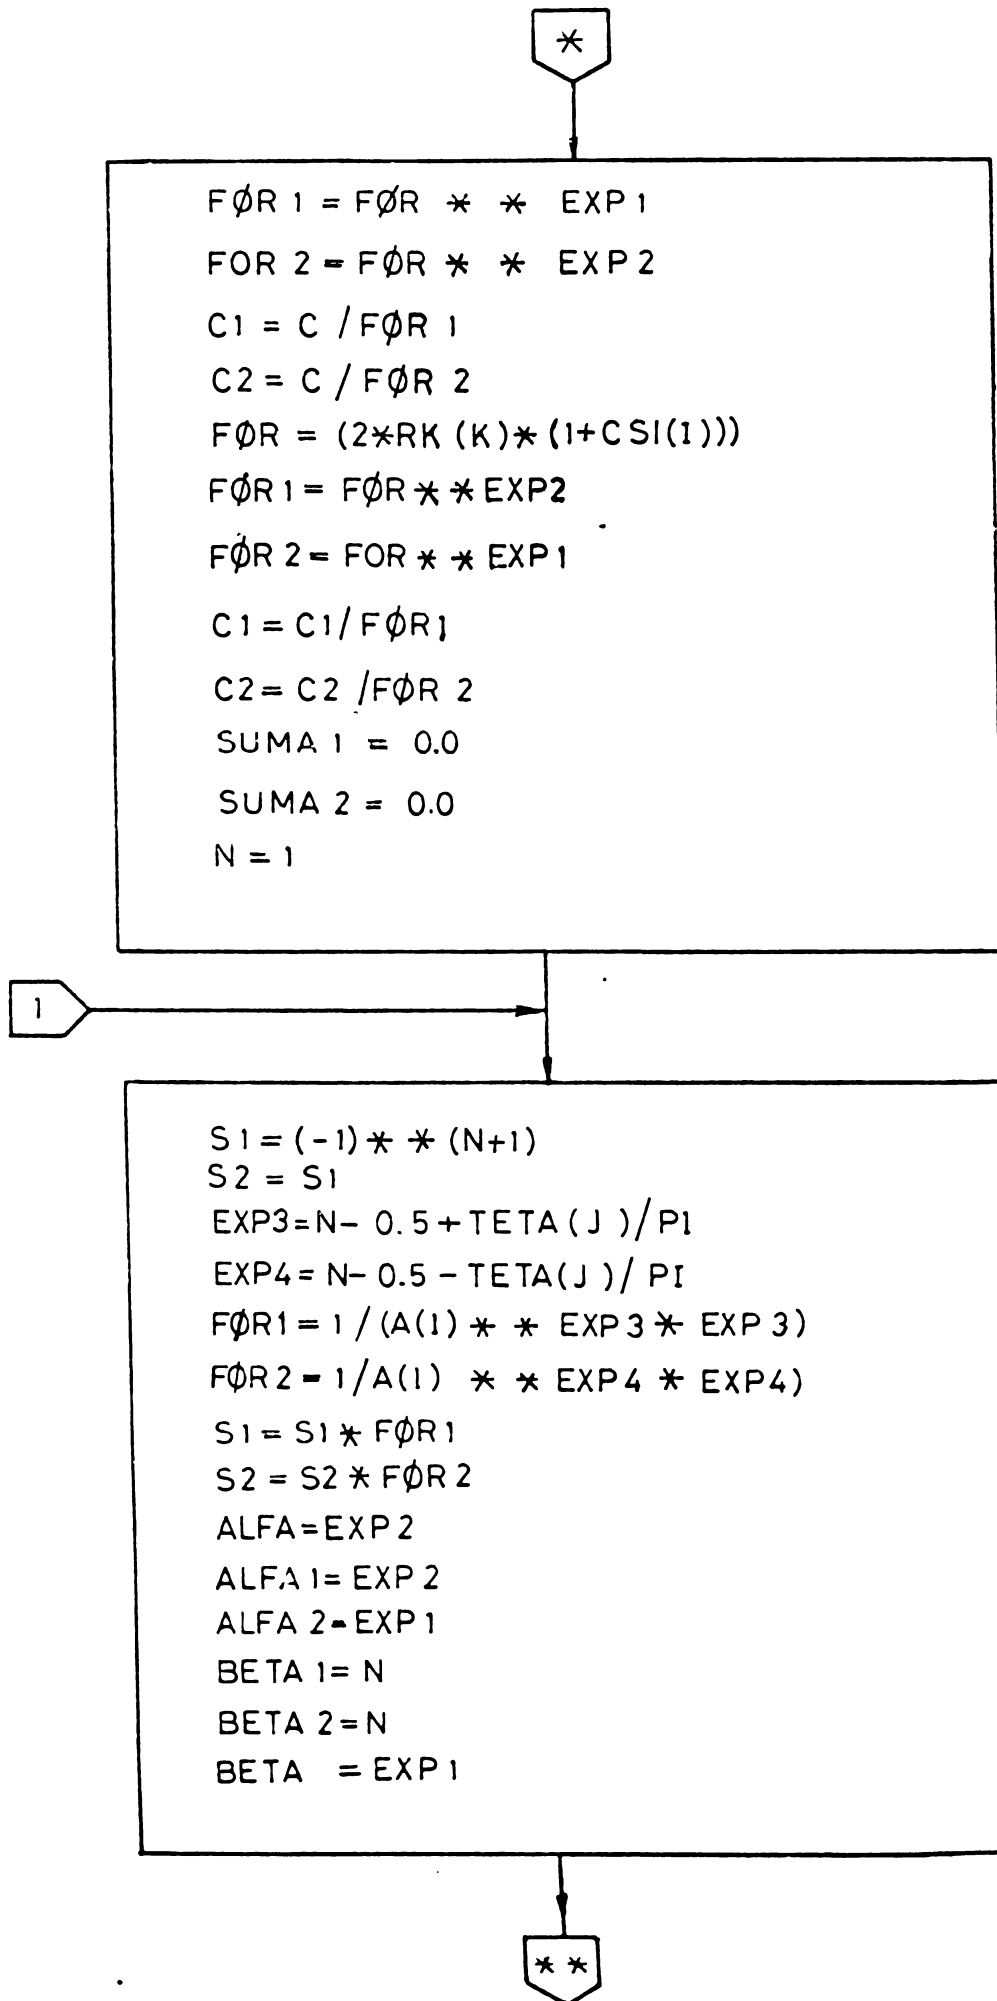 *
FØR 1 = FØR * * EXP 1
FOR 2 = FØR * * EXP 2
C1 = C / FØR 1
C2 = C / FØR 2
FØR = (2*RK (K)* (1+CSI(I)))
FØR 1 = FØR * * EXP2
FØR 2 = FOR * * EXP 1
C1 = C1/ FØR1
C2 = C2 /FØR 2
SUMA 1 = 0.0
SUMA 2 = 0.0
N = 1
1
S1 = (-1) * * (N+1)
S2 = S1
EXP3 = N- 0.5 + TETA (J )/ PI
EXP4 = N- 0.5 - TETA(J )/ PI
FØR1 = 1 / (A(I) * * EXP 3 * EXP 3)
FØR 2 = 1/A(I) * * EXP4 * EXP4)
S1 = S1 * FØR1
S2 = S2 * FØR 2
ALFA = EXP 2
ALFA 1 = EXP 2
ALFA 2 = EXP 1
BETA 1 = N
BETA 2 = N
BETA = EXP 1
* *